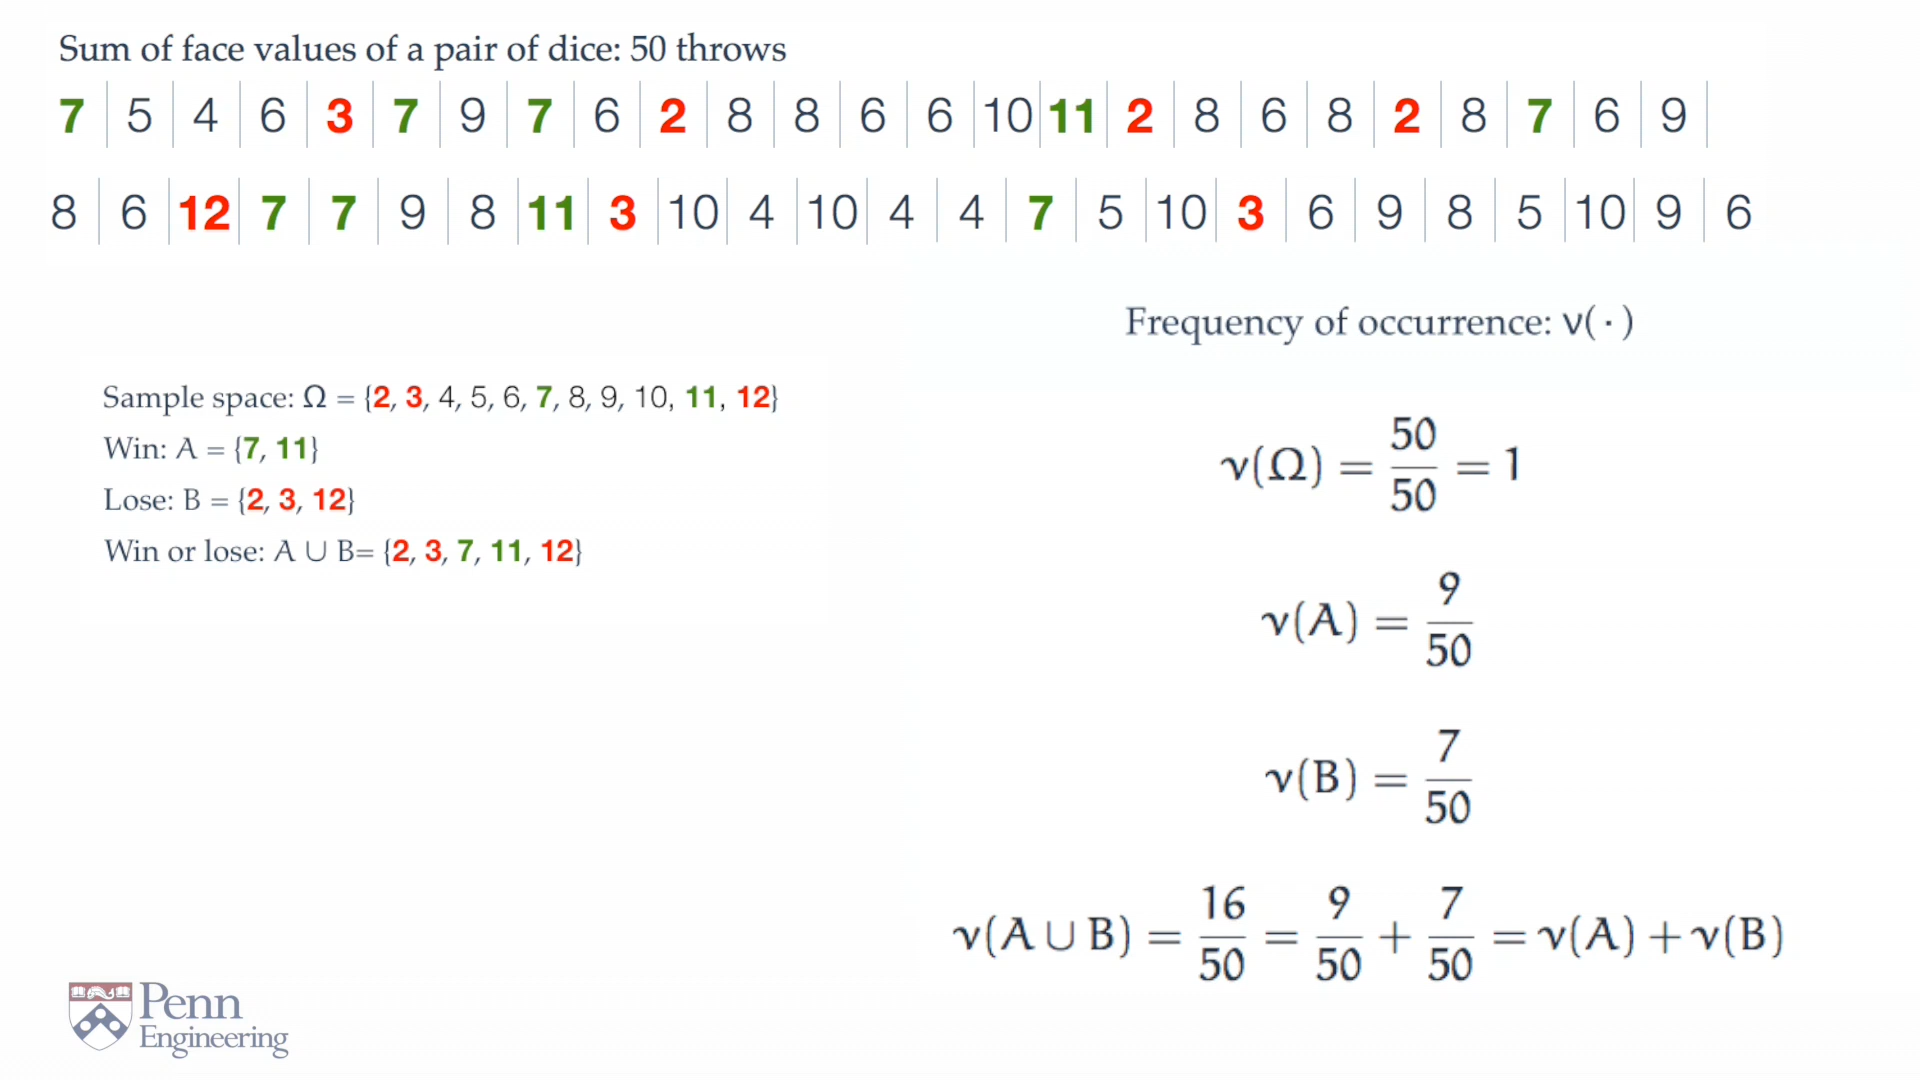 Sum of face values of a pair of dice: 50 throws
7 5 4 6 3 7 9 7 6 2 8 8 6 6 10 11 2 8 6 8 2 8 7 6 9
8 6 12 7 7 9 8 11 3 10 4 10 4 4 7 5 10 3 6 9 8 5 10 9 6
Sample space: Ω = {2, 3, 4, 5, 6, 7, 8, 9, 10, 11, 12}
Win: A = {7, 11}
Lose: B = {2, 3, 12}
Win or lose: A ∪ B= {2, 3, 7, 11, 12}
Frequency of occurrence: ν( · )
ν(Ω) = 50/50 = 1
ν(A) = 9/50
ν(B) = 7/50
ν(A ∪ B) = 16/50 = 9/50 + 7/50 = ν(A) + ν(B)
Penn
Engineering